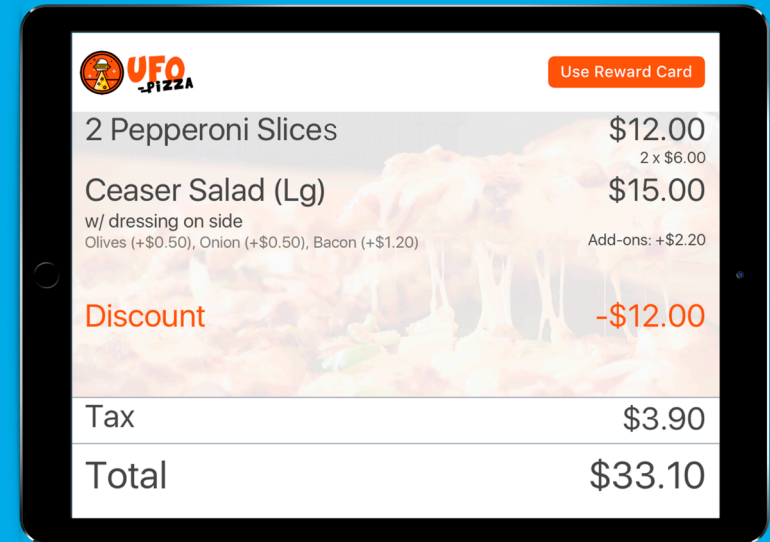 UFO
PIZZA
Use Reward Card
2 Pepperoni Slices $12.00
2 x $6.00
Ceaser Salad (Lg) $15.00
w/ dressing on side
Olives (+$0.50), Onion (+$0.50), Bacon (+$1.20) Add-ons: +$2.20
Discount -$12.00
Tax $3.90
Total $33.10